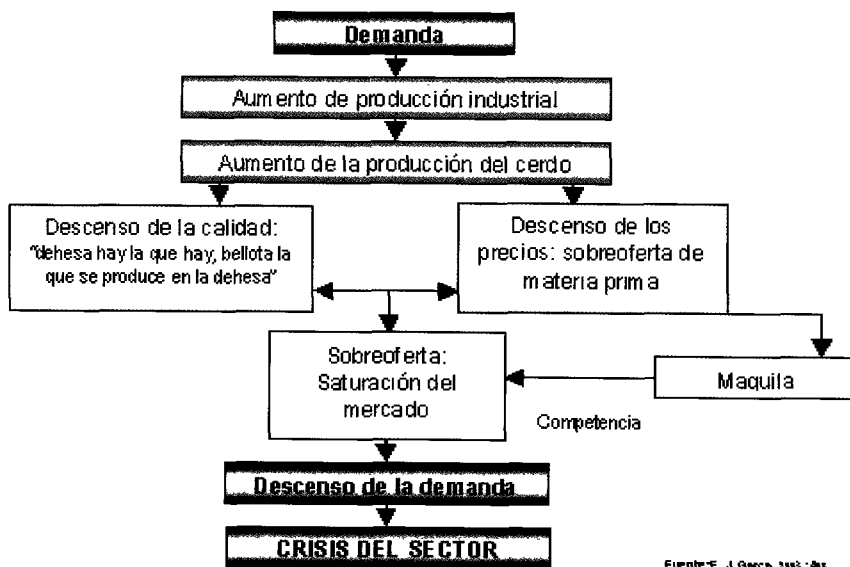 Demanda
Aumento de producción industrial
Aumento de la producción del cerdo
Descenso de la calidad:
"dehesa hay la que hay, bellota la
que se produce en la dehesa"
Descenso de los
precios: sobreoferta de
materia prima
Sobreoferta:
Saturación del
mercado
Maquila
Competencia
Descenso de la demanda
CRISIS DEL SECTOR